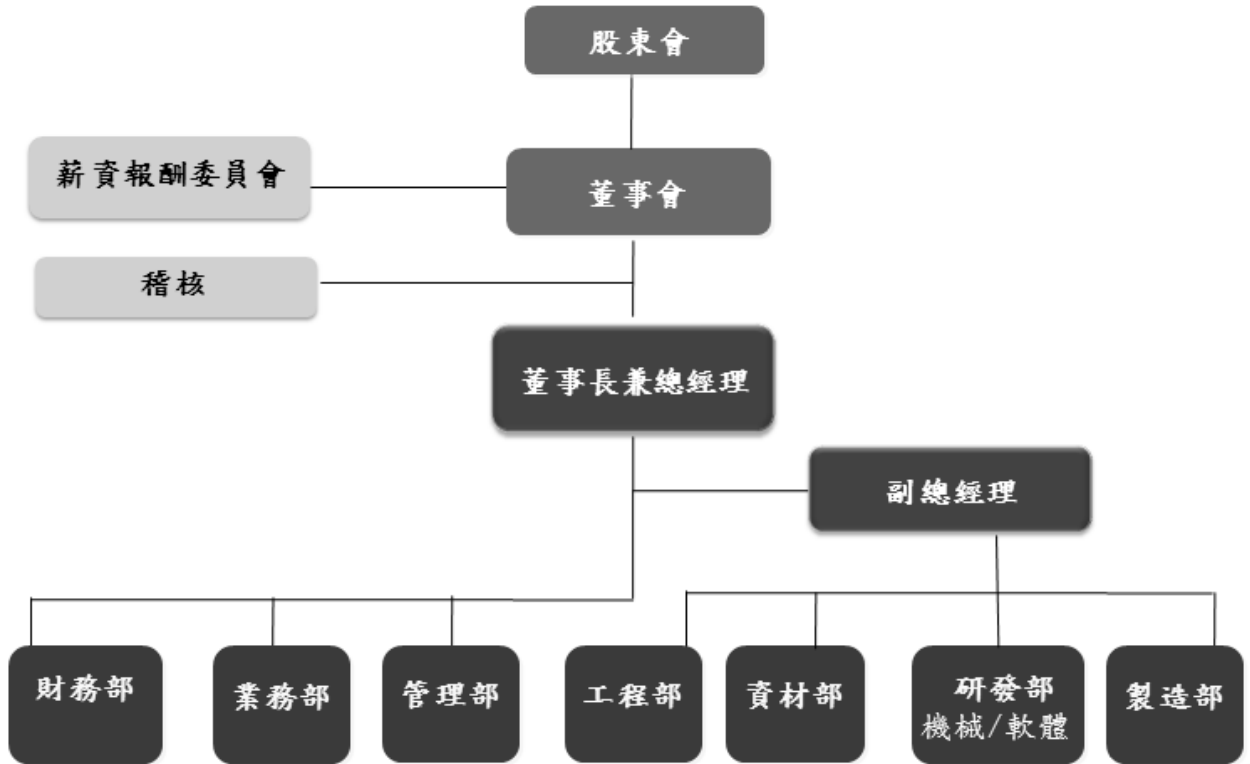 股東會
薪資報酬委員會
董事會
稽核
董事長兼總經理
副總經理
財務部
業務部
管理部
工程部
資材部
研發部
機械/軟體
製造部